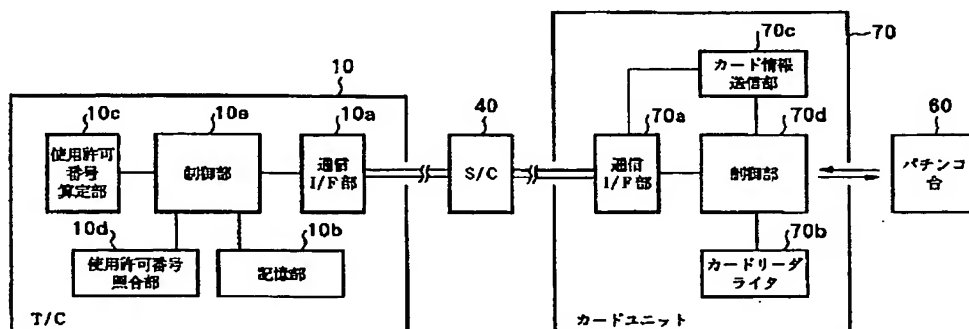 10
10c
使用許可
番号
算定部
10e
制御部
10a
通信
I/F部
10d
使用許可番号
照合部
10b
記憶部
T/C
40
S/C
70
70c
カード情報
送信部
70a
通信
I/F部
70d
制御部
70b
カードリーダ
ライタ
カードユニット
60
パチンコ
台